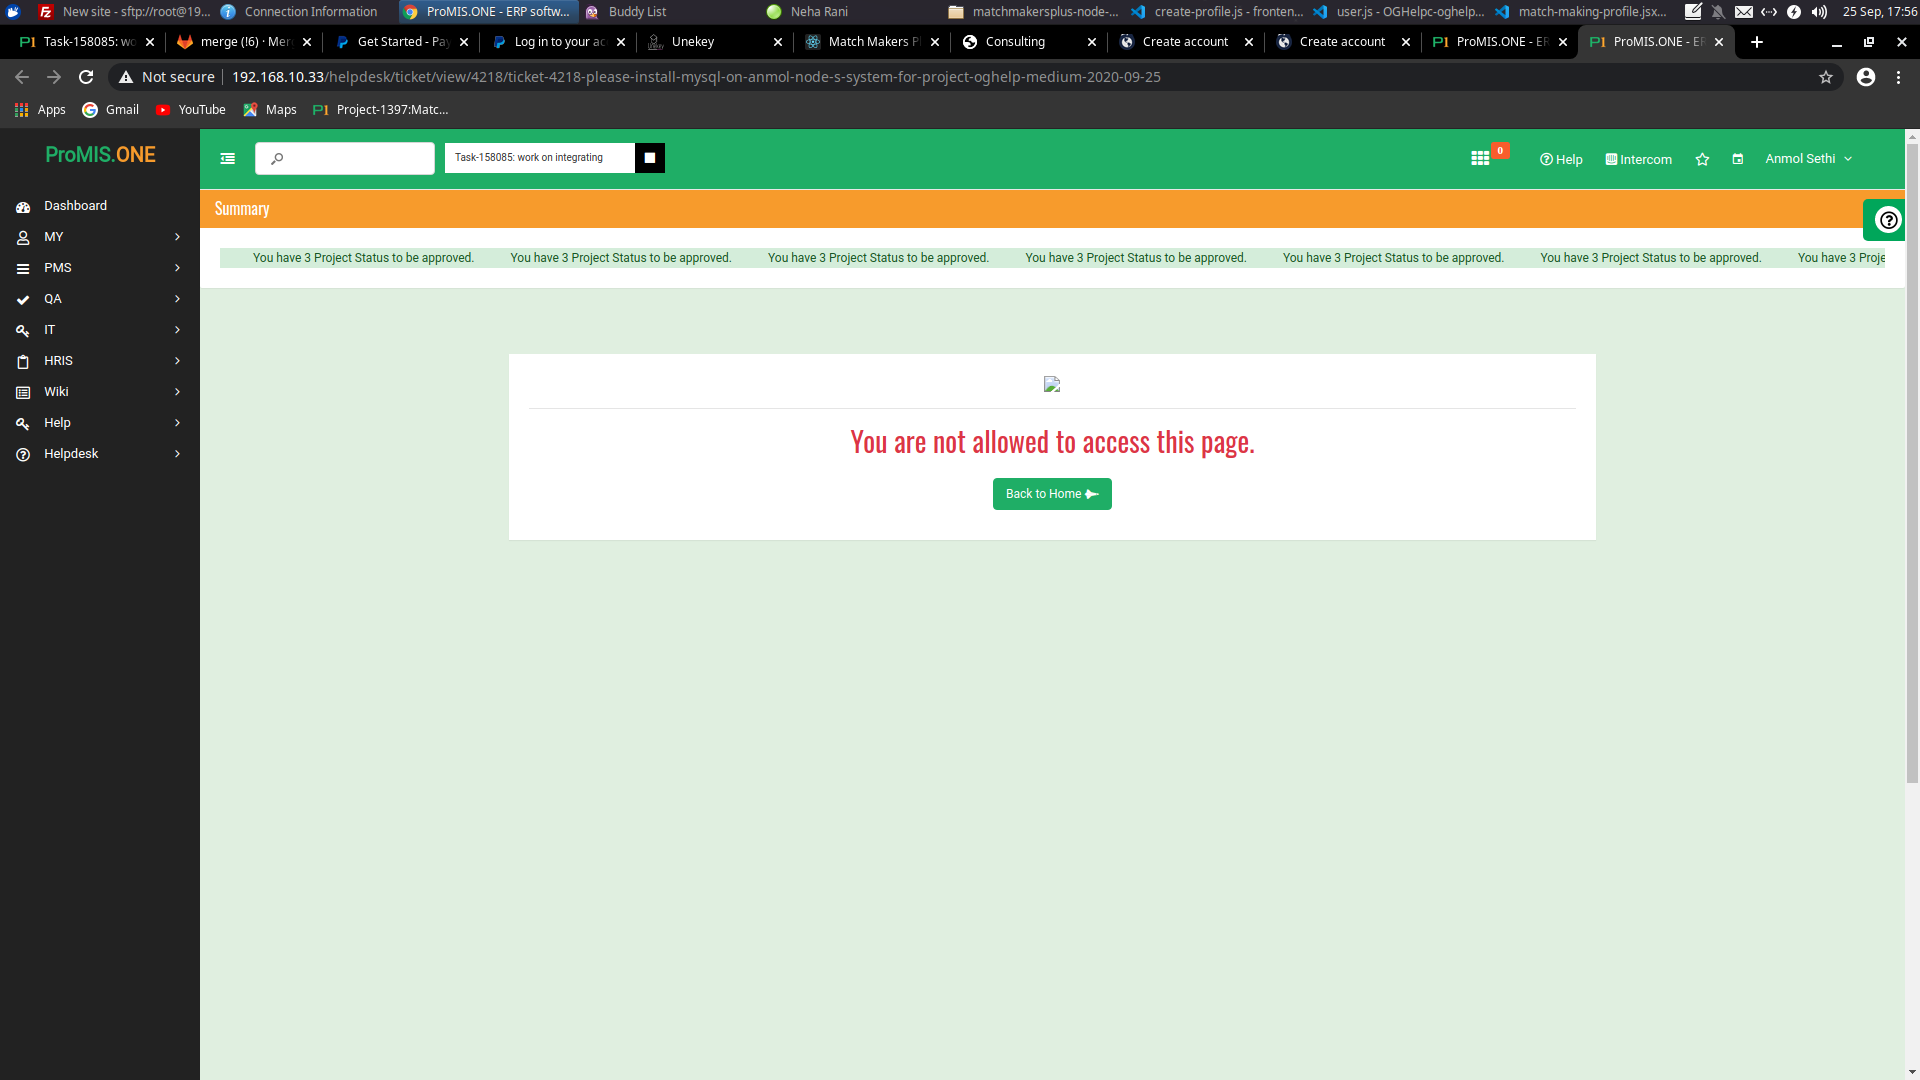 New site - sftp://root@19...
Connection Information
ProMIS.ONE - ERP softw...
Buddy List
Neha Rani
matchmakersplus-node-...
create-profile.js - fronten...
user.js - OGHelpc-oghelp...
match-making-profile.jsx...
25 Sep, 17:56
Task-158085: wo
merge (!6) · Mer
Get Started - Pay
Log in to your ac
Unekey
Match Makers P
Consulting
Create account
Create account
ProMIS.ONE - ER
ProMIS.ONE - ER
Not secure
192.168.10.33/helpdesk/ticket/view/4218/ticket-4218-please-install-mysql-on-anmol-node-s-system-for-project-oghelp-medium-2020-09-25
Apps
Gmail
YouTube
Maps
Project-1397:Matc...
ProMIS.ONE
Task-158085: work on integrating
0
Help
Intercom
Anmol Sethi
Dashboard
MY
PMS
QA
IT
HRIS
Wiki
Help
Helpdesk
Summary
You have 3 Project Status to be approved. You have 3 Project Status to be approved. You have 3 Project Status to be approved. You have 3 Project Status to be approved. You have 3 Project Status to be approved. You have 3 Project Status to be approved. You have 3 Proje
You are not allowed to access this page.
Back to Home